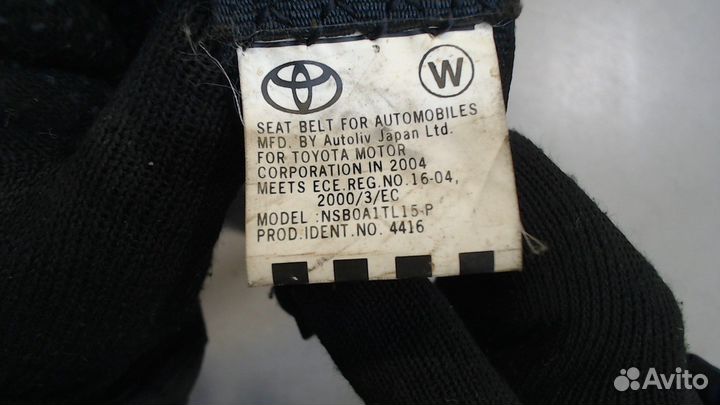 W
SEAT BELT FOR AUTOMOBILES
MFD. BY Autoliv Japan Ltd.
FOR TOYOTA MOTOR
CORPORATION IN 2004
MEETS ECE.REG.NO.16-04,
2000/3/EC
MODEL :NSB0A1TL15-P
PROD.IDENT.NO. 4416
Avito